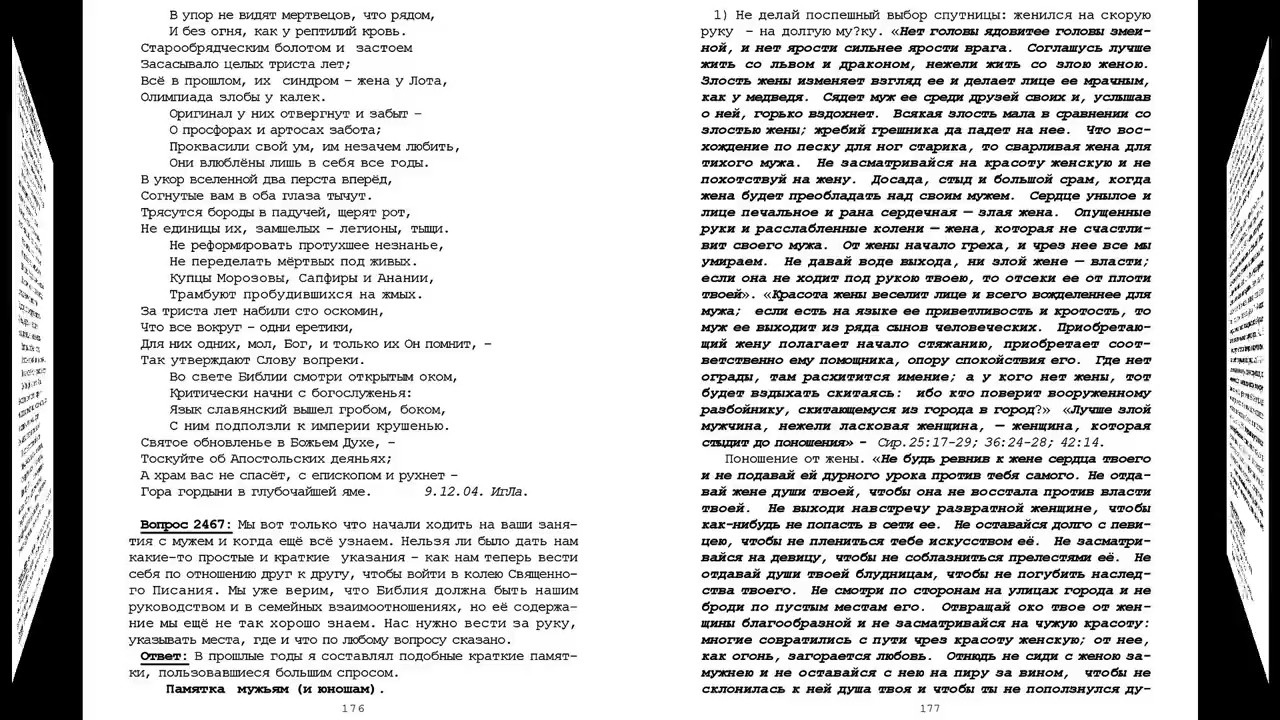 В упор не видят мертвецов, что рядом,
И без огня, как у рептилий кровь.
Старообрядческим болотом и застоем
Засасывало целых триста лет;
Всё в прошлом, их синдром – жена у Лота,
Олимпиада злобы у калек.
Оригинал у них отвергнут и забыт –
О просфорах и артосах забота;
Проквасили свой ум, им незачем любить,
Они влюблёны лишь в себя все годы.
В укор вселенной два перста вперёд,
Согнутые вам в оба глаза тычут.
Трясутся бороды в падучей, щерят рот,
Не единицы их, замшелых – легионы, тыщи.
Не реформировать протухшее незнанье,
Не переделать мёртвых под живых.
Купцы Морозовы, Сапфиры и Анании,
Трамбуют пробудившихся на жмых.
За триста лет набили сто оскомин,
Что все вокруг – одни еретики,
Для них одних, мол, Бог, и только их Он помнит, –
Так утверждают Слову вопреки.
Во свете Библии смотри открытым оком,
Критически начни с богослуженья:
Язык славянский вышел гробом, боком,
С ним подползли к империи крушенью.
Святое обновленье в Божьем Духе, –
Тоскуйте об Апостольских деяньях;
А храм вас не спасёт, с епископом и рухнет –
Гора гордыни в глубочайшей яме. 9.12.04. ИгЛа.
Вопрос 2467: Мы вот только что начали ходить на ваши заня-
тия с мужем и когда ещё всё узнаем. Нельзя ли было дать нам
какие-то простые и краткие указания – как нам теперь вести
себя по отношению друг к другу, чтобы войти в колею Священно-
го Писания. Мы уже верим, что Библия должна быть нашим
руководством и в семейных взаимоотношениях, но её содержа-
ние мы ещё не так хорошо знаем. Нас нужно вести за руку,
указывать места, где и что по любому вопросу сказано.
Ответ: В прошлые годы я составлял подобные краткие памят-
ки, пользовавшиеся большим спросом.
Памятка мужьям (и юношам).
176
1) Не делай поспешный выбор спутницы: женился на скорую
руку – на долгую му?ку. «Нет головы ядовитее головы змеи-
ной, и нет ярости сильнее ярости врага. Соглашусь лучше
жить со львом и драконом, нежели жить со злою женою.
Злость жены изменяет взгляд ее и делает лице ее мрачным,
как у медведя. Сядет муж ее среди друзей своих и, услышав
о ней, горько вздохнет. Всякая злость мала в сравнении со
злостью жены; жребий грешника да падет на нее. Что вос-
хождение по песку для ног старика, то сварливая жена для
тихого мужа. Не засматривайся на красоту женскую и не
похотствуй на жену. Досада, стыд и большой срам, когда
жена будет преобладать над своим мужем. Сердце унылое и
лице печальное и рана сердечная — злая жена. Опущенные
руки и расслабленные колени — жена, которая не счастли-
вит своего мужа. От жены начало греха, и чрез нее все мы
умираем. Не давай воде выхода, ни злой жене — власти;
если она не ходит под рукою твоею, то отсеки ее от плоти
твоей». «Красота жены веселит лице и всего вожделеннее для
мужа; если есть на языке ее приветливость и кротость, то
муж ее выходит из ряда сынов человеческих. Приобретаю-
щий жену полагает начало стяжанию, приобретает соот-
ветственно ему помощника, опору спокойствия его. Где нет
ограды, там расхитится имение; а у кого нет жены, тот
будет вздыхать скитаясь: ибо кто поверит вооруженному
разбойнику, скитающемуся из города в город?» «Лучше злой
мужчина, нежели ласковая женщина, — женщина, которая
стыдит до поношения» – Сир.25:17-29; 36:24-28; 42:14.
Поношение от жены. «Не будь ревнив к жене сердца твоего
и не подавай ей дурного урока против тебя самого. Не отда-
вай жене души твоей, чтобы она не восстала против власти
твоей. Не выходи навстречу развратной женщине, чтобы
как-нибудь не попасть в сети ее. Не оставайся долго с певи-
цею, чтобы не плениться тебе искусством её. Не засматри-
вайся на девицу, чтобы не соблазниться прелестями её. Не
отдавай души твоей блудницам, чтобы не погубить наслед-
ства твоего. Не смотри по сторонам на улицах города и не
броди по пустым местам его. Отвращай око твое от жен-
щины благообразной и не засматривайся на чужую красоту:
многие совратились с пути чрез красоту женскую; от нее,
как огонь, загорается любовь. Отнюдь не сиди с женою за-
мужнею и не оставайся с нею на пиру за вином, чтобы не
склонилась к ней душа твоя и чтобы ты не поползнулся ду-
177